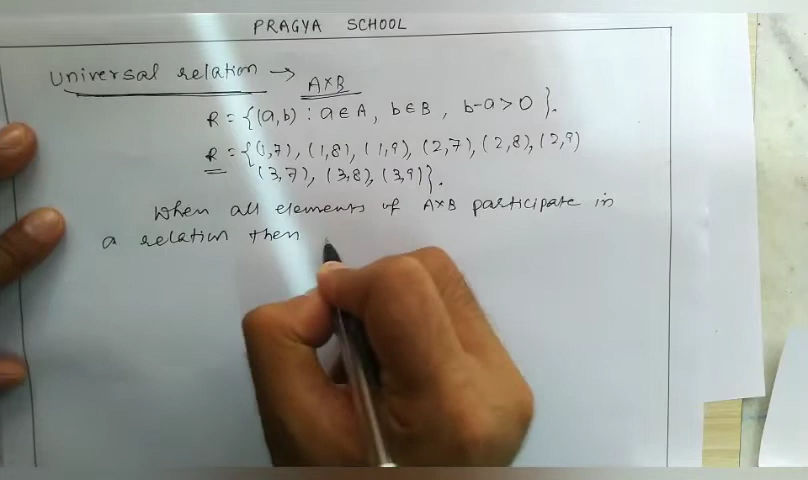 PRAGYA SCHOOL
Universal relation → A×B
R = {(a,b) : a∈A, b∈B, b-a>0}.
R = {(1,7), (1,8), (1,9), (2,7), (2,8), (2,9)
(3,7), (3,8), (3,9)}.
When all elements of A×B participate in
a relation then